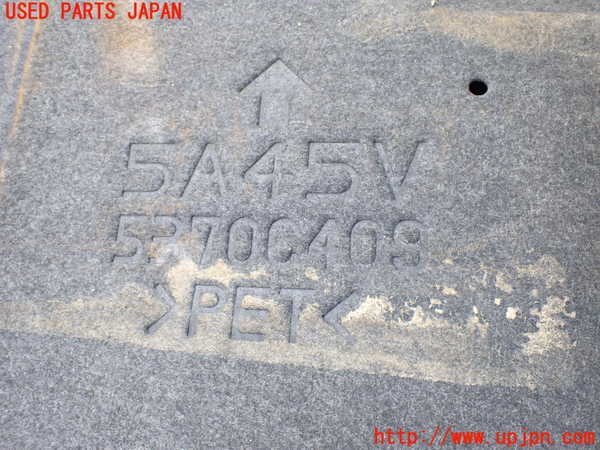 USED PARTS JAPAN
5A45V
5370C409
>PET<
http://www.upjpn.com/